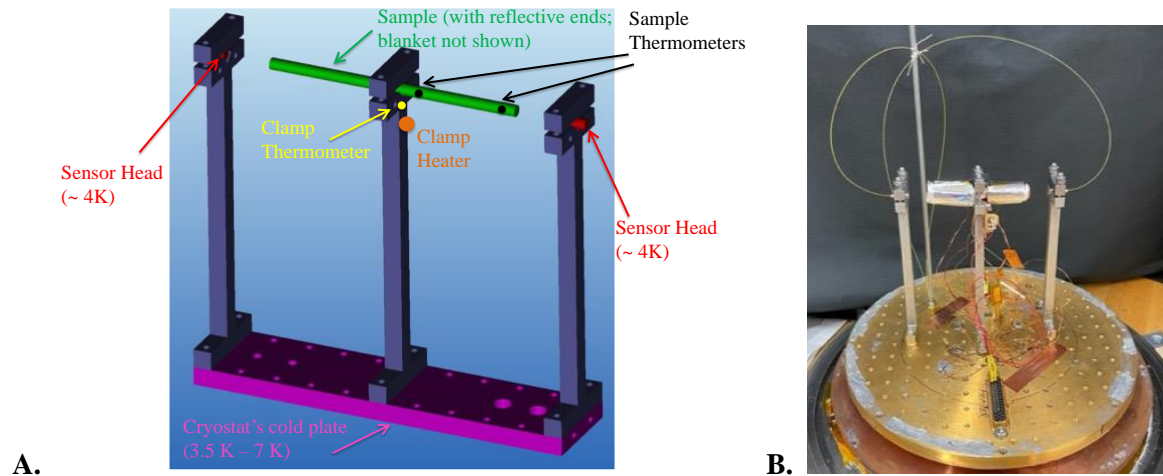 Sample (with reflective ends;
blanket not shown)
Sample
Thermometers
Clamp
Thermometer
Clamp
Heater
Sensor Head
(~ 4K)
Sensor Head
(~ 4K)
Cryostat's cold plate
(3.5 K – 7 K)
A.
B.